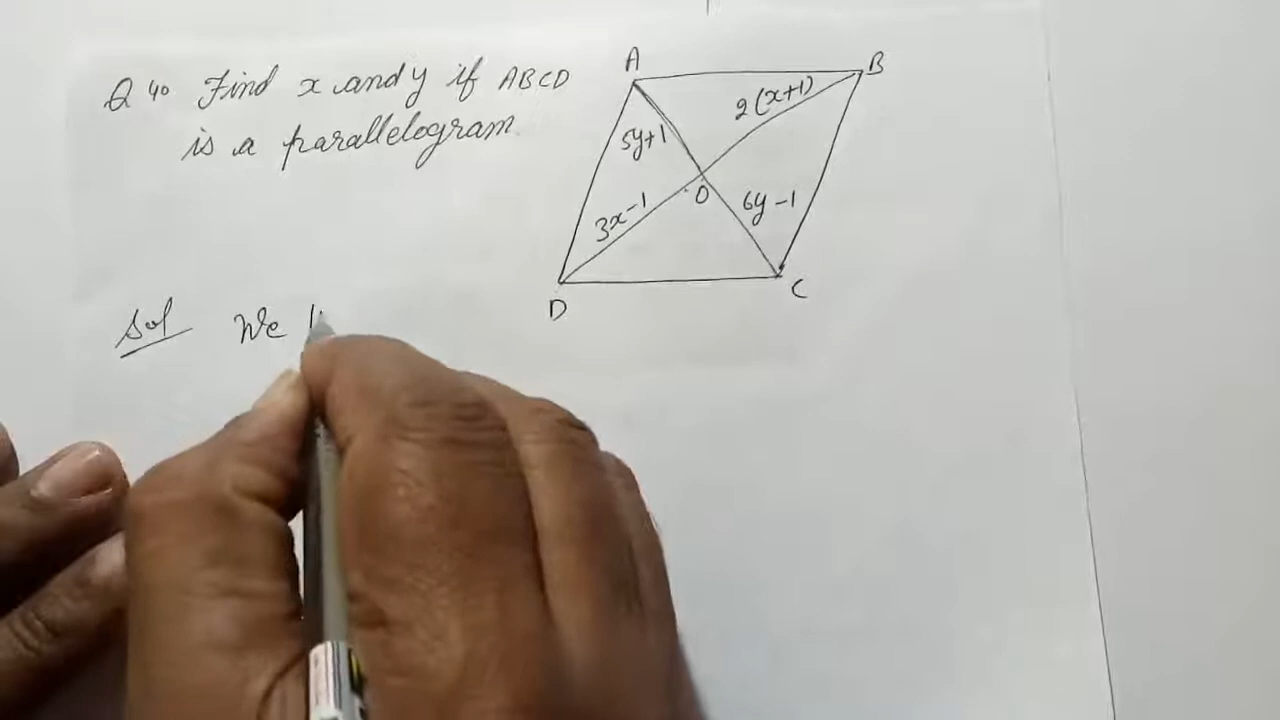 Q 40 Find x and y if ABCD
is a parallelogram
A
B
2(x+1)
5y+1
O
3x-1
6y-1
D
C
Sol We